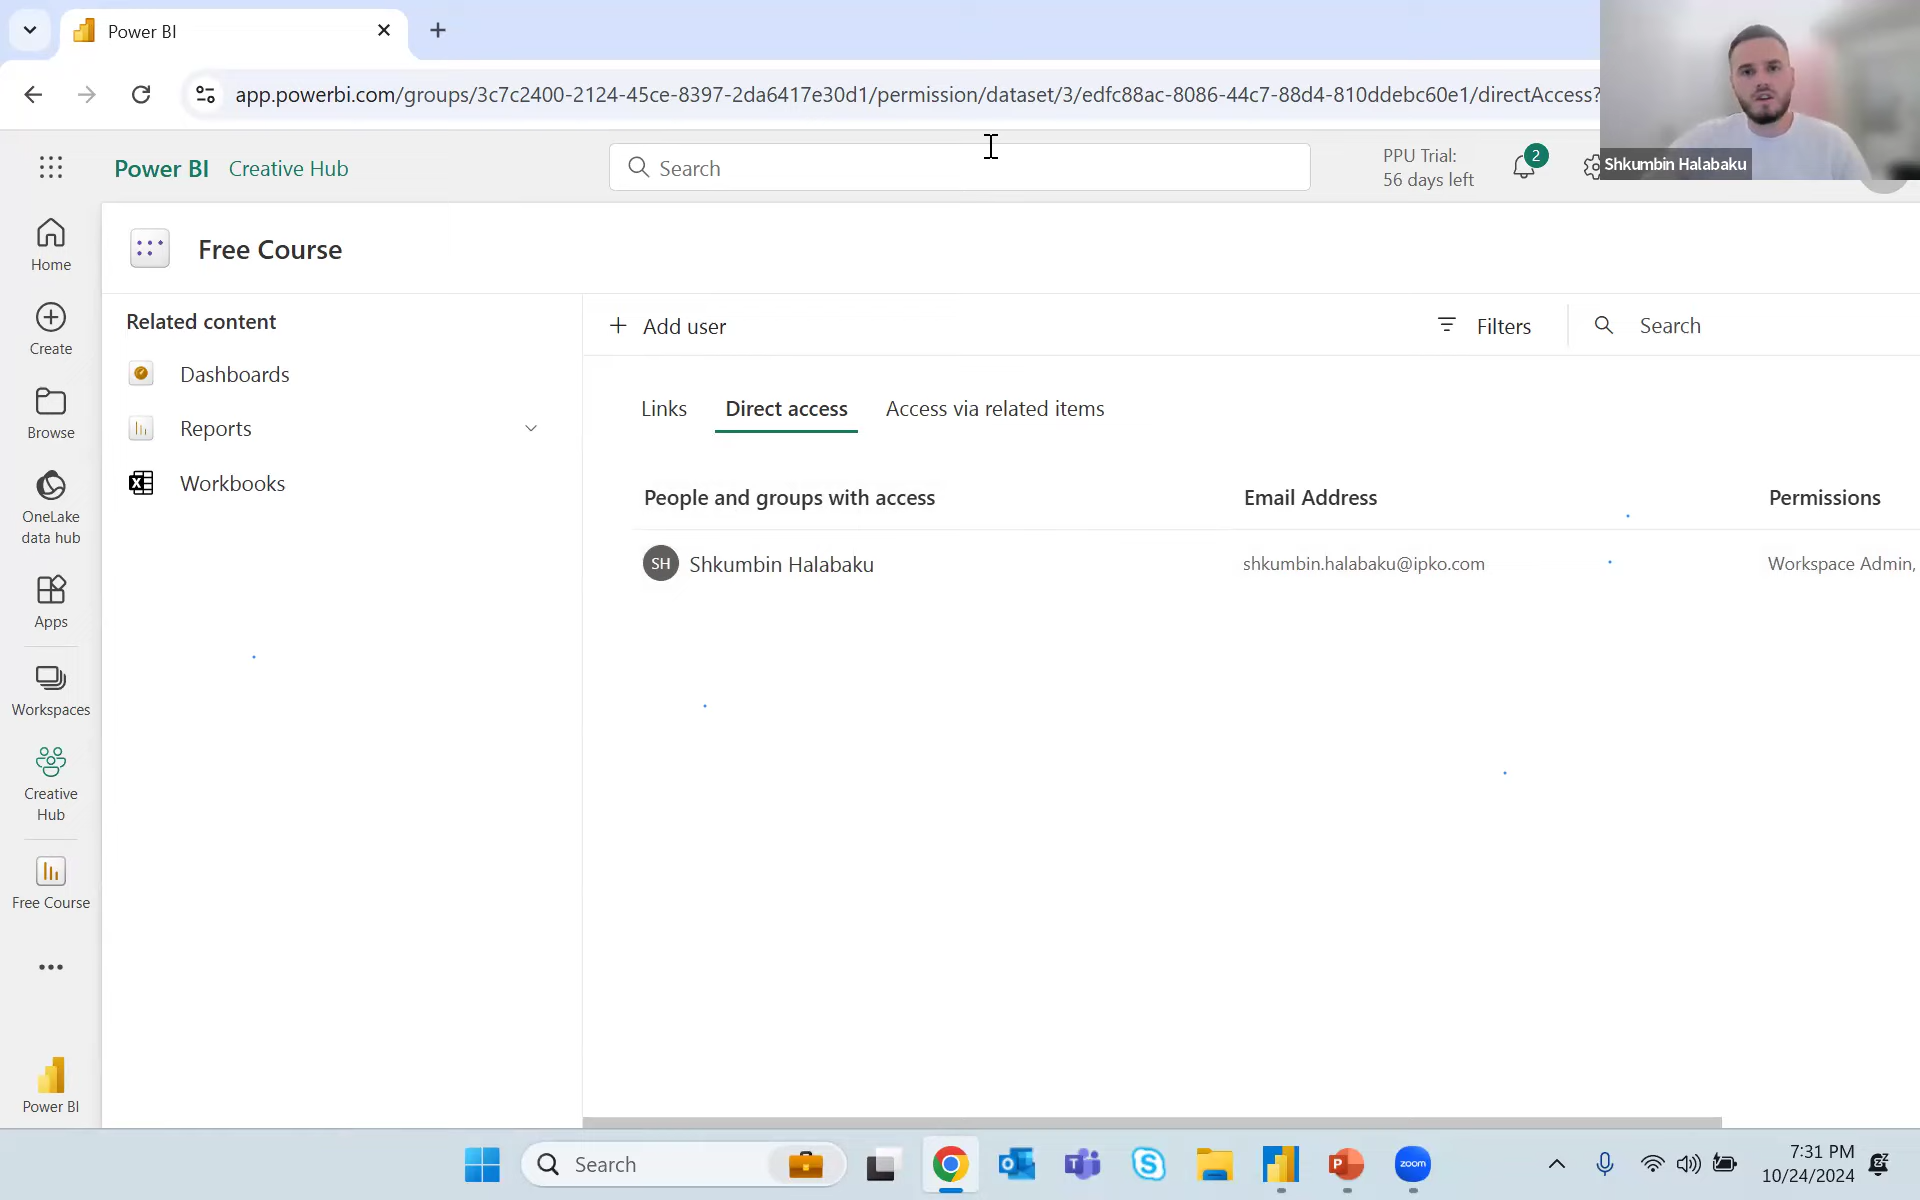 Power BI
app.powerbi.com/groups/3c7c2400-2124-45ce-8397-2da6417e30d1/permission/dataset/3/edfc88ac-8086-44c7-88d4-810ddebc60e1/directAccess?
Power BI Creative Hub
Search
PPU Trial:
56 days left
2
Shkumbin Halabaku
Home
Create
Browse
OneLake
data hub
Apps
Workspaces
Creative
Hub
Free Course
Power BI
Free Course
Related content
Dashboards
Reports
Workbooks
Add user
Filters
Search
Links Direct access Access via related items
People and groups with access Email Address Permissions
SH Shkumbin Halabaku shkumbin.halabaku@ipko.com Workspace Admin,
Search
zoom
7:31 PM
10/24/2024